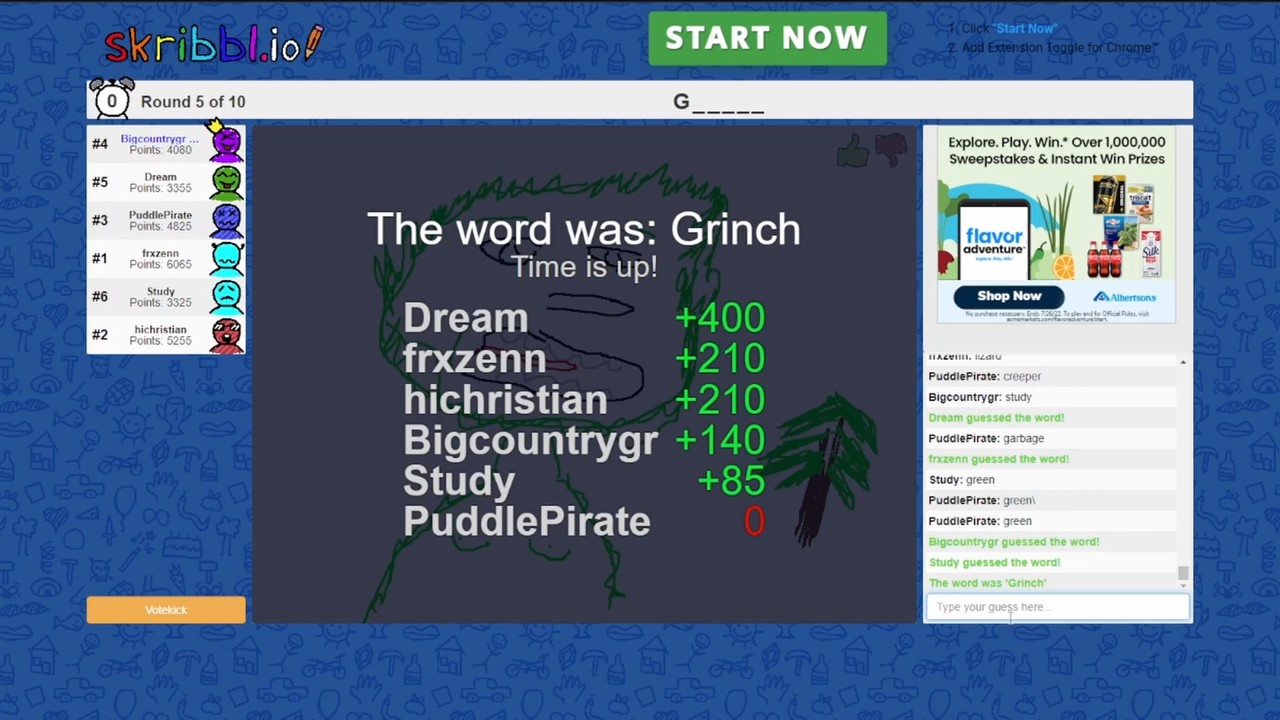 skribbl.io
START NOW
1. Click "Start Now"
2. Add Extension Toggle for Chrome™
0
Round 5 of 10
G_____
#4
Bigcountrygr ...
Points: 4080
#5
Dream
Points: 3355
#3
PuddlePirate
Points: 4825
#1
frxzenn
Points: 6065
#6
Study
Points: 3325
#2
hichristian
Points: 5255
Votekick
The word was: Grinch
Time is up!
Dream +400
frxzenn +210
hichristian +210
Bigcountrygr +140
Study +85
PuddlePirate 0
Explore. Play. Win.* Over 1,000,000
Sweepstakes & Instant Win Prizes
flavor
adventure
triscuit
Silk
Shop Now
Albertsons
frxzenn: lizard
PuddlePirate: creeper
Bigcountrygr: study
Dream guessed the word!
PuddlePirate: garbage
frxzenn guessed the word!
Study: green
PuddlePirate: green\
PuddlePirate: green
Bigcountrygr guessed the word!
Study guessed the word!
The word was 'Grinch'
Type your guess here...